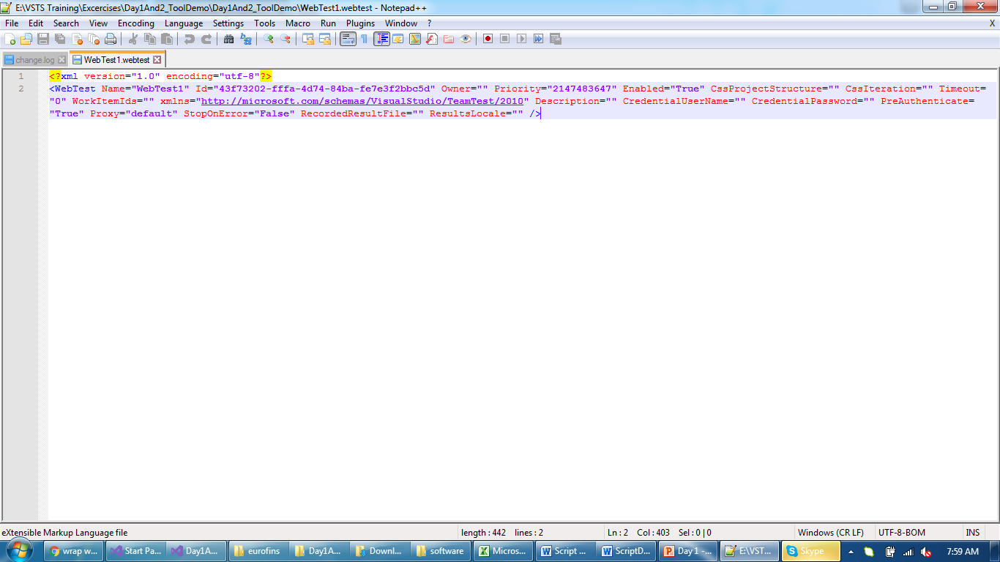 E:\VSTS Training\Excercises\Day1And2_ToolDemo\Day1And2_ToolDemo\WebTest1.webtest - Notepad++
File Edit Search View Encoding Language Settings Tools Macro Run Plugins Window ? X
change.log WebTest1.webtest
1 <?xml version="1.0" encoding="utf-8"?>
2 <WebTest Name="WebTest1" Id="43f73202-fffa-4d74-84ba-fe7e3f2bbc5d" Owner="" Priority="2147483647" Enabled="True" CssProjectStructure="" CssIteration="" Timeout=
"0" WorkItemIds="" xmlns="http://microsoft.com/schemas/VisualStudio/TeamTest/2010" Description="" CredentialUserName="" CredentialPassword="" PreAuthenticate=
"True" Proxy="default" StopOnError="False" RecordedResultFile="" ResultsLocale="" />
eXtensible Markup Language file length : 442 lines : 2 Ln : 2 Col : 403 Sel : 0 | 0 Windows (CR LF) UTF-8-BOM INS
wrap w... Start Pa... Day1A... eurofins Day1A... Downl... software Micros... Script ... ScriptD... Day 1 -... E:\VST... Skype 7:59 AM